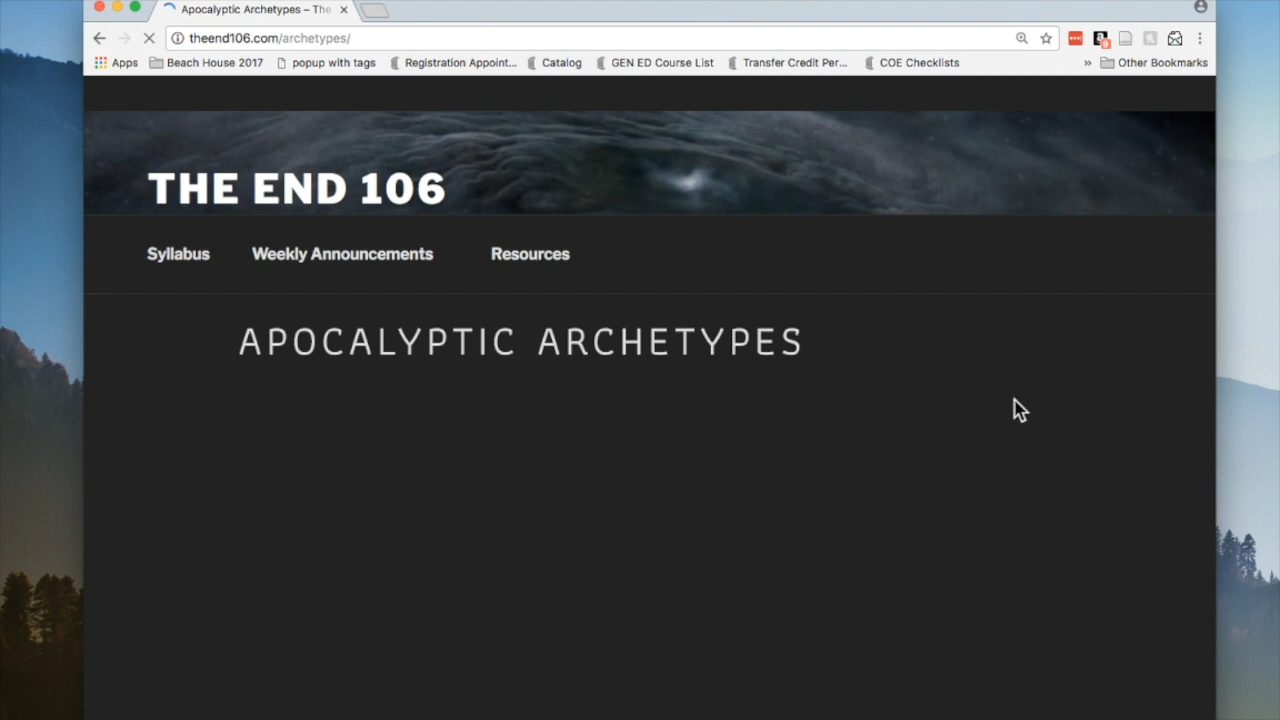 Apocalyptic Archetypes – The
theend106.com/archetypes/
Apps Beach House 2017 popup with tags Registration Appoint... Catalog GEN ED Course List Transfer Credit Per... COE Checklists » Other Bookmarks
THE END 106
Syllabus Weekly Announcements Resources
APOCALYPTIC ARCHETYPES